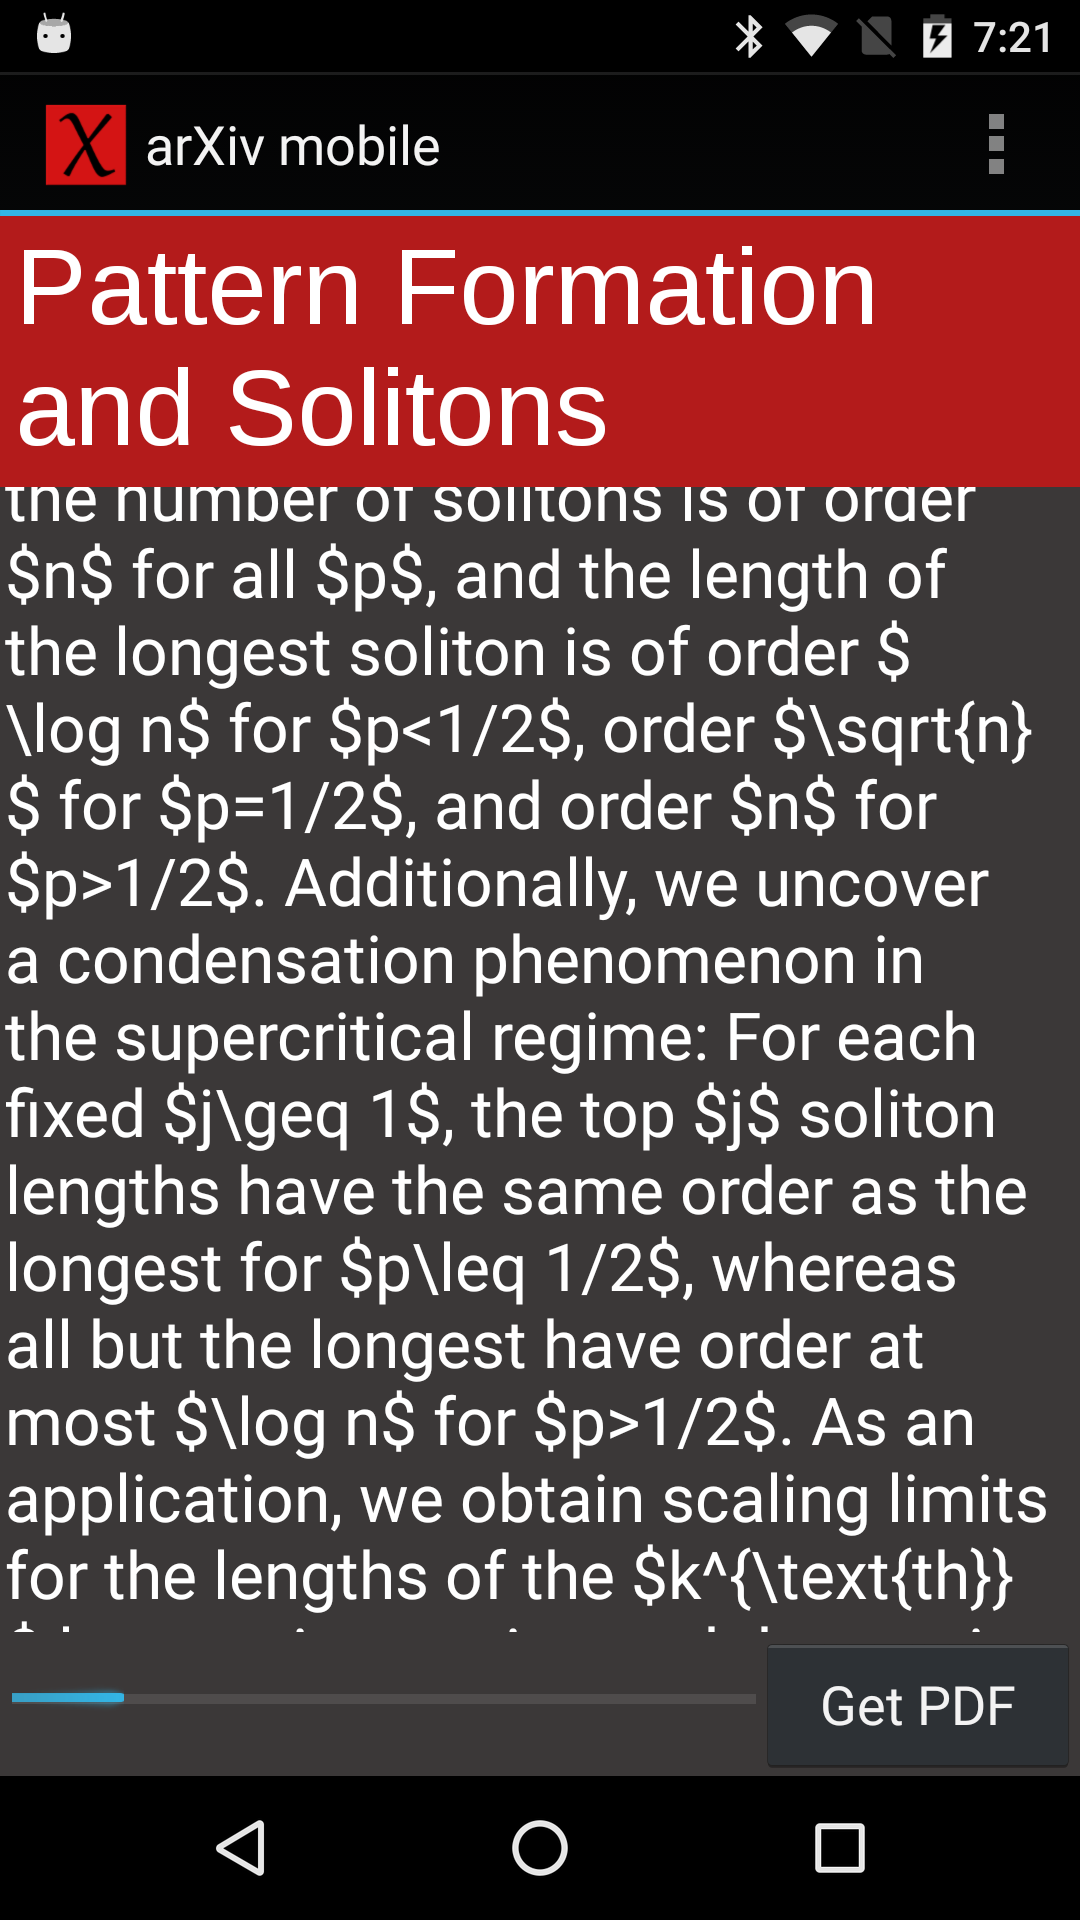 7:21
arXiv mobile
Pattern Formation
and Solitons
the number of solitons is of order
$n$ for all $p$, and the length of
the longest soliton is of order $
\log n$ for $p<1/2$, order $\sqrt{n}
$ for $p=1/2$, and order $n$ for
$p>1/2$. Additionally, we uncover
a condensation phenomenon in
the supercritical regime: For each
fixed $j\geq 1$, the top $j$ soliton
lengths have the same order as the
longest for $p\leq 1/2$, whereas
all but the longest have order at
most $\log n$ for $p>1/2$. As an
application, we obtain scaling limits
for the lengths of the $k^{\text{th}}
Get PDF